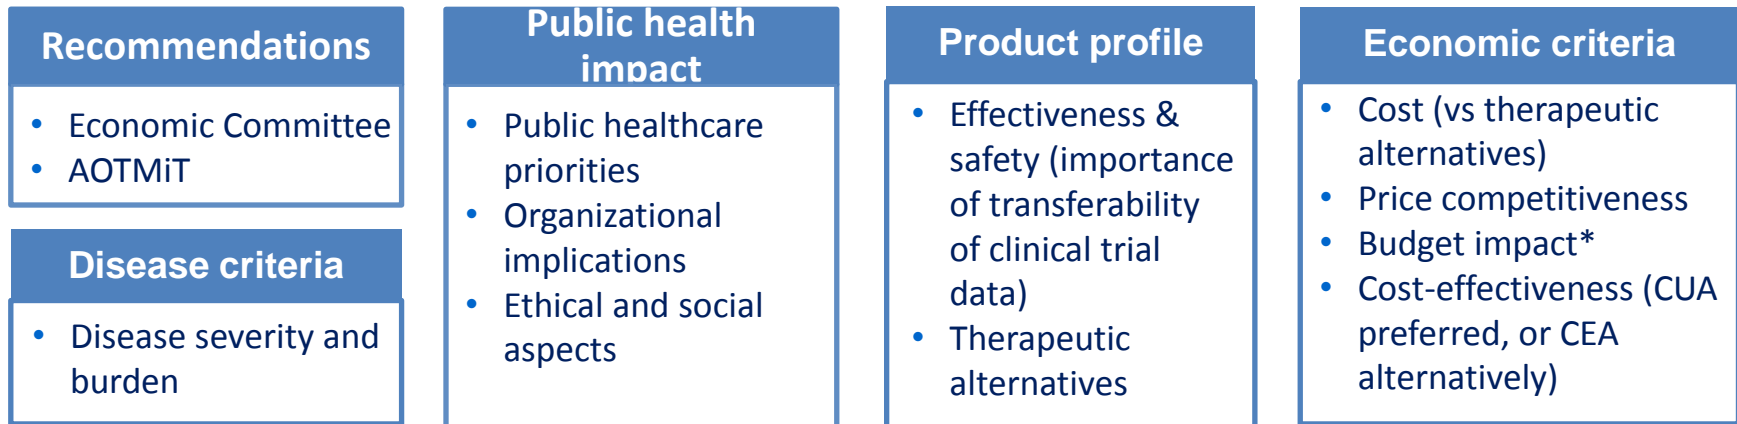 Recommendations
• Economic Committee
• AOTMiT
Disease criteria
• Disease severity and
burden
Public health
impact
• Public healthcare
priorities
• Organizational
implications
• Ethical and social
aspects
Product profile
• Effectiveness &
safety (importance
of transferability
of clinical trial
data)
• Therapeutic
alternatives
Economic criteria
• Cost (vs therapeutic
alternatives)
• Price competitiveness
• Budget impact*
• Cost-effectiveness (CUA
preferred, or CEA
alternatively)